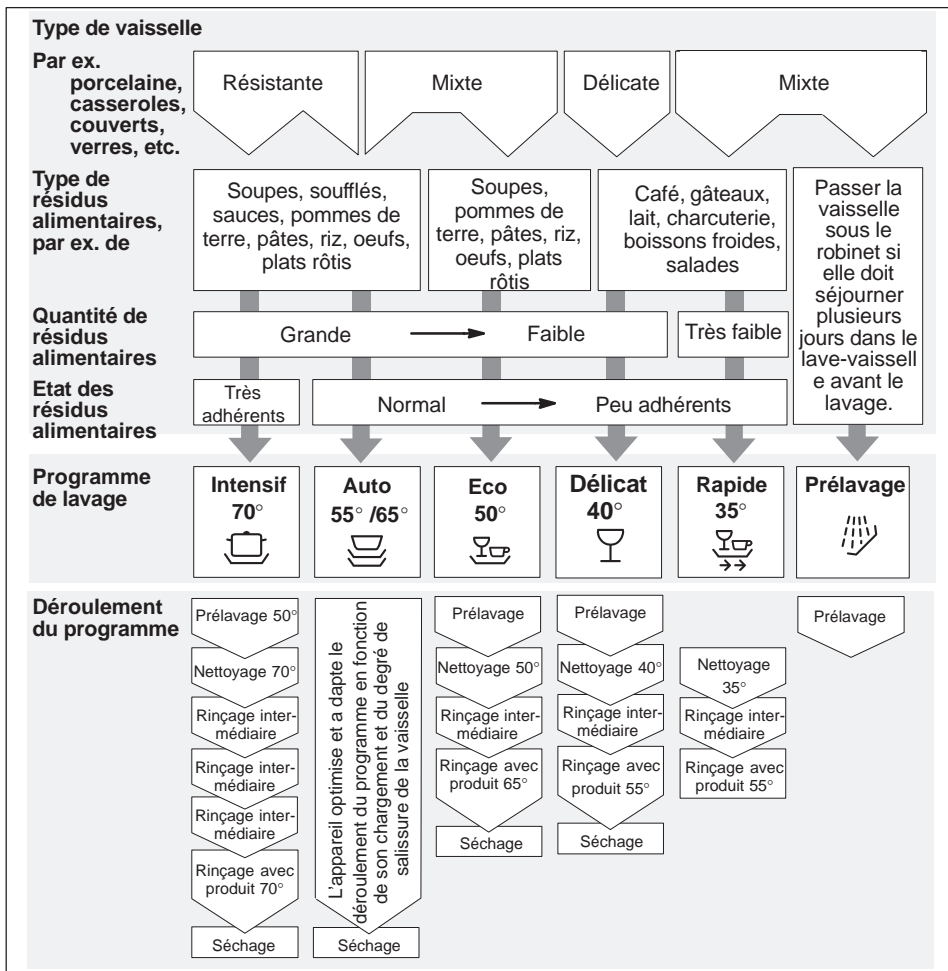 Type de vaisselle
Par ex.
porcelaine,
casseroles,
couverts,
verres, etc.
Résistante
Mixte
Délicate
Mixte
Type de
résidus
alimentaires,
par ex. de
Soupes, soufflés,
sauces, pommes de
terre, pâtes, riz, oeufs,
plats rôtis
Soupes,
pommes de
terre, pâtes, riz,
oeufs, plats
rôtis
Café, gâteaux,
lait, charcuterie,
boissons froides,
salades
Passer la
vaisselle
sous le
robinet si
elle doit
séjourner
plusieurs
jours dans le
lave-vaissell
e avant le
lavage.
Quantité de
résidus
alimentaires
Grande
Faible
Très faible
Etat des
résidus
alimentaires
Très
adhérents
Normal
Peu adhérents
Programme
de lavage
Intensif
70°
Auto
55° /65°
Eco
50°
Délicat
40°
Rapide
35°
Prélavage
Déroulement
du programme
Prélavage 50°
Nettoyage 70°
Rinçage inter-
médiaire
Rinçage inter-
médiaire
Rinçage inter-
médiaire
Rinçage avec
produit 70°
Séchage
L'appareil optimise et a dapte le
déroulement du programme en fonction
de son chargement et du degré de
salissure de la vaisselle
Séchage
Prélavage
Nettoyage 50°
Rinçage inter-
médiaire
Rinçage avec
produit 65°
Séchage
Prélavage
Nettoyage 40°
Rinçage inter-
médiaire
Rinçage avec
produit 55°
Séchage
Nettoyage
35°
Rinçage inter-
médiaire
Rinçage avec
produit 55°
Prélavage